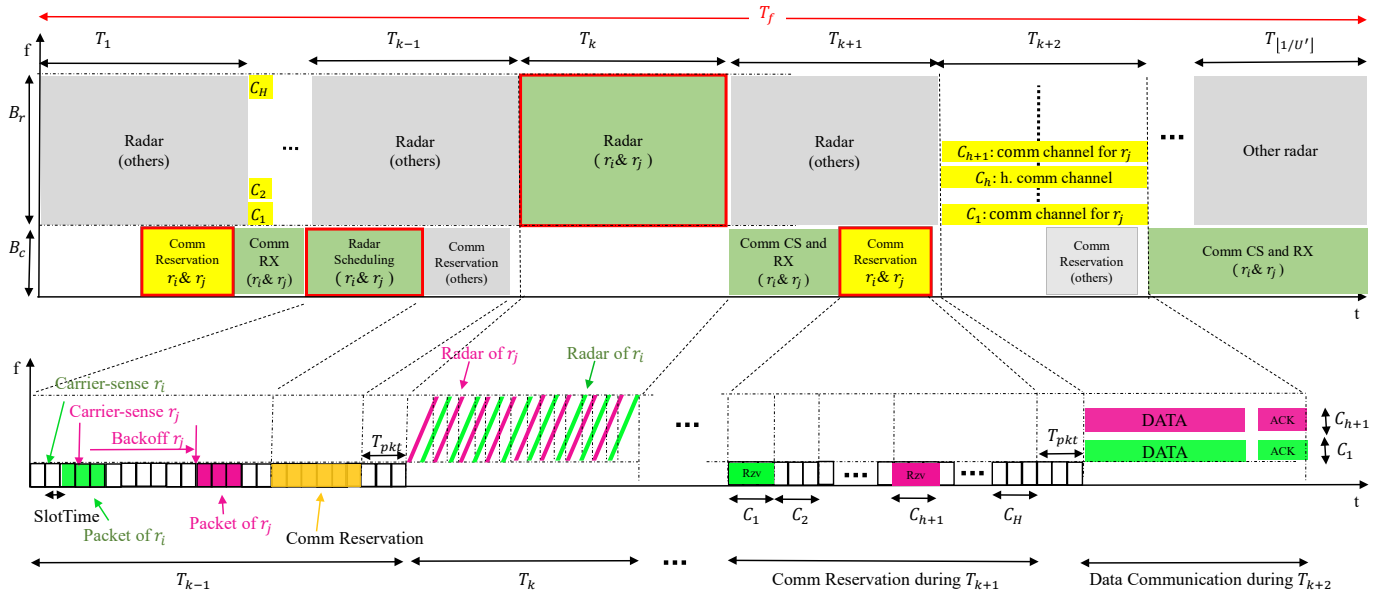 T_f
f
T_1
T_{k-1}
T_k
T_{k+1}
T_{k+2}
T_{⌊1/U'⌋}
B_r
Radar
(others)
C_H
C_2
C_1
...
Radar
(others)
Radar
( r_i& r_j )
Radar
(others)
C_{h+1}: comm channel for r_j
C_h: h. comm channel
C_1: comm channel for r_j
...
Other radar
B_c
Comm
Reservation
r_i& r_j
Comm
RX
(r_i& r_j)
Radar
Scheduling
( r_i& r_j )
Comm
Reservation
(others)
Comm CS and
RX
( r_i& r_j )
Comm
Reservation
r_i& r_j
Comm
Reservation
(others)
Comm CS and RX
( r_i& r_j )
t
f
Radar of r_j
Radar of r_i
Carrier-sense r_i
Carrier-sense r_j
Backoff r_j
T_{pkt}
...
T_{pkt}
DATA
ACK
C_{h+1}
DATA
ACK
C_1
Rzv
...
Rzv
...
t
SlotTime
Packet of r_i
Packet of r_j
Comm Reservation
C_1
C_2
C_{h+1}
C_H
T_{k-1}
T_k
...
Comm Reservation during T_{k+1}
Data Communication during T_{k+2}